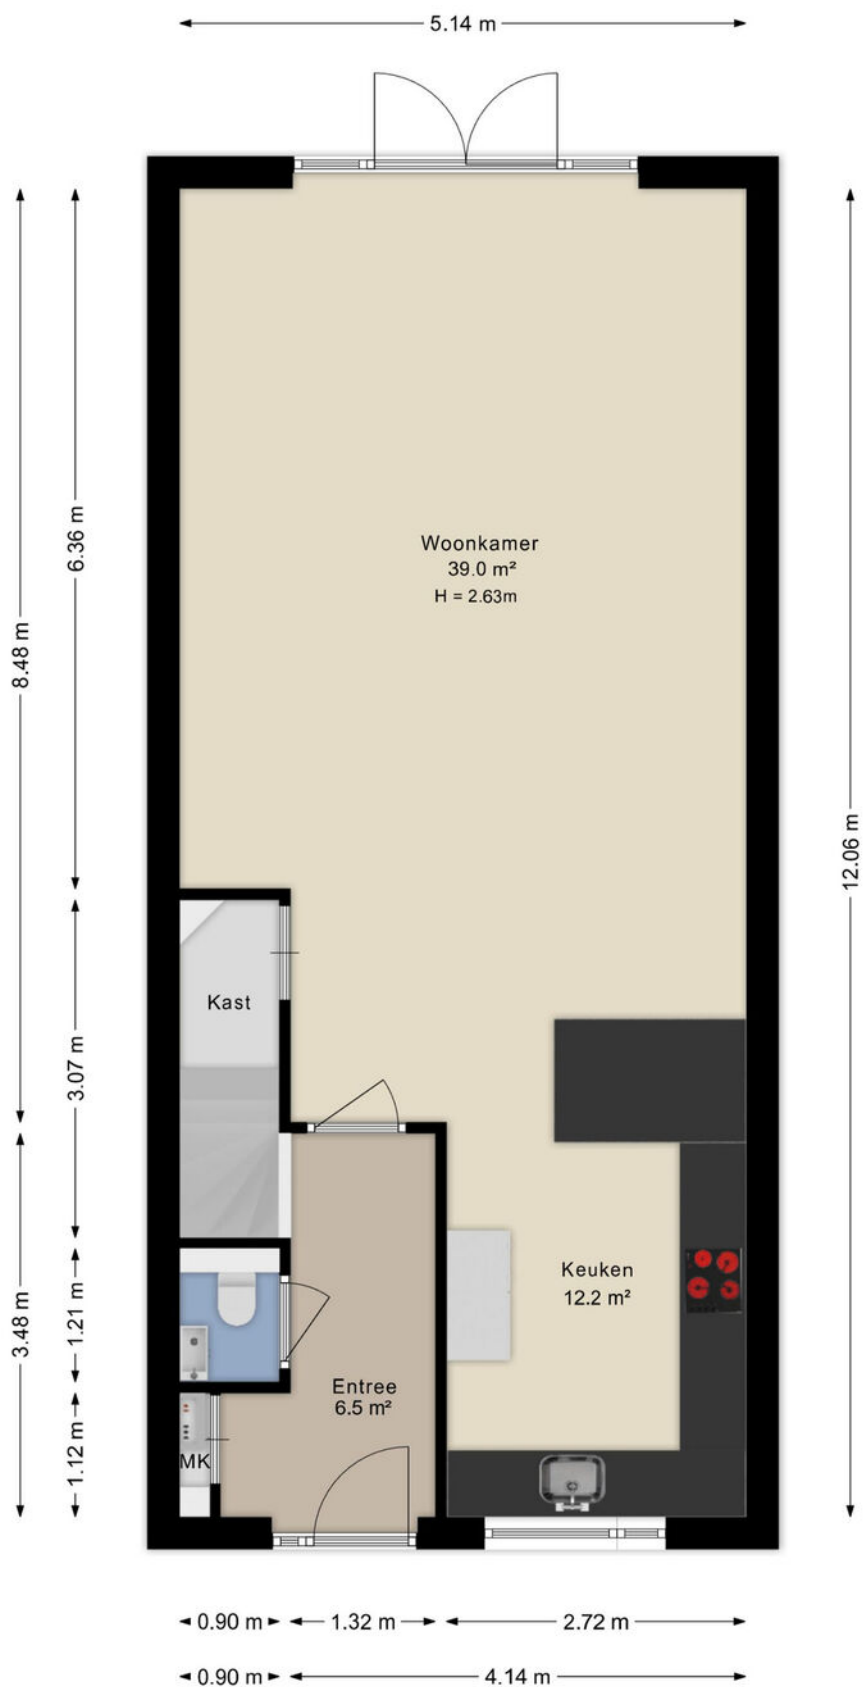 5.14 m
6.36 m
8.48 m
12.06 m
Woonkamer
39.0 m²
H = 2.63m
Kast
3.07 m
Keuken
12.2 m²
3.48 m
1.21 m
Entree
6.5 m²
1.12 m
MK
0.90 m
1.32 m
2.72 m
0.90 m
4.14 m